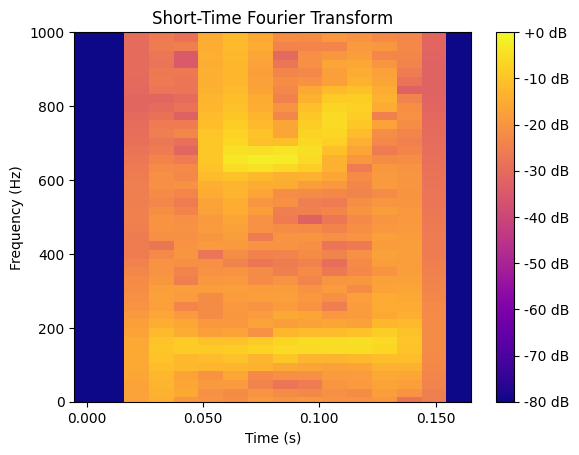 Short-Time Fourier Transform
1000
800
600
400
200
0
Frequency (Hz)
0.000
0.050
0.100
0.150
Time (s)
+0 dB
-10 dB
-20 dB
-30 dB
-40 dB
-50 dB
-60 dB
-70 dB
-80 dB